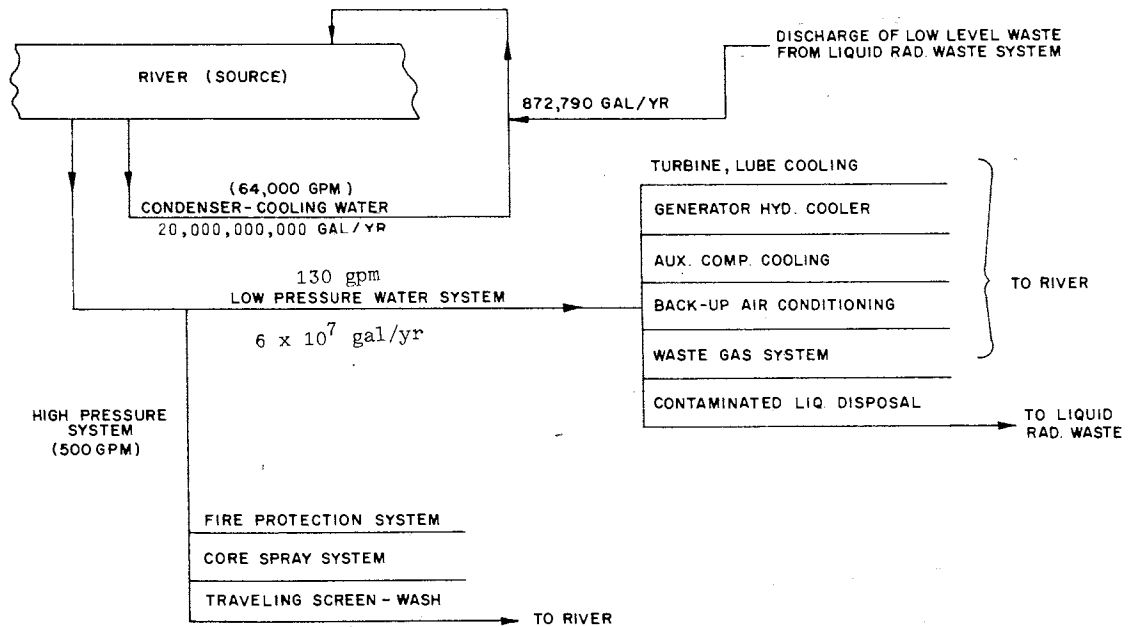 DISCHARGE OF LOW LEVEL WASTE
FROM LIQUID RAD. WASTE SYSTEM
RIVER (SOURCE)
872,790 GAL/YR
(64,000 GPM)
CONDENSER-COOLING WATER
20,000,000,000 GAL/YR
TURBINE, LUBE COOLING
GENERATOR HYD. COOLER
AUX. COMP. COOLING
BACK-UP AIR CONDITIONING
WASTE GAS SYSTEM
CONTAMINATED LIQ. DISPOSAL
TO RIVER
TO LIQUID
RAD. WASTE
130 gpm
LOW PRESSURE WATER SYSTEM
6 x 10^7 gal/yr
HIGH PRESSURE
SYSTEM
(500 GPM)
FIRE PROTECTION SYSTEM
CORE SPRAY SYSTEM
TRAVELING SCREEN-WASH
TO RIVER